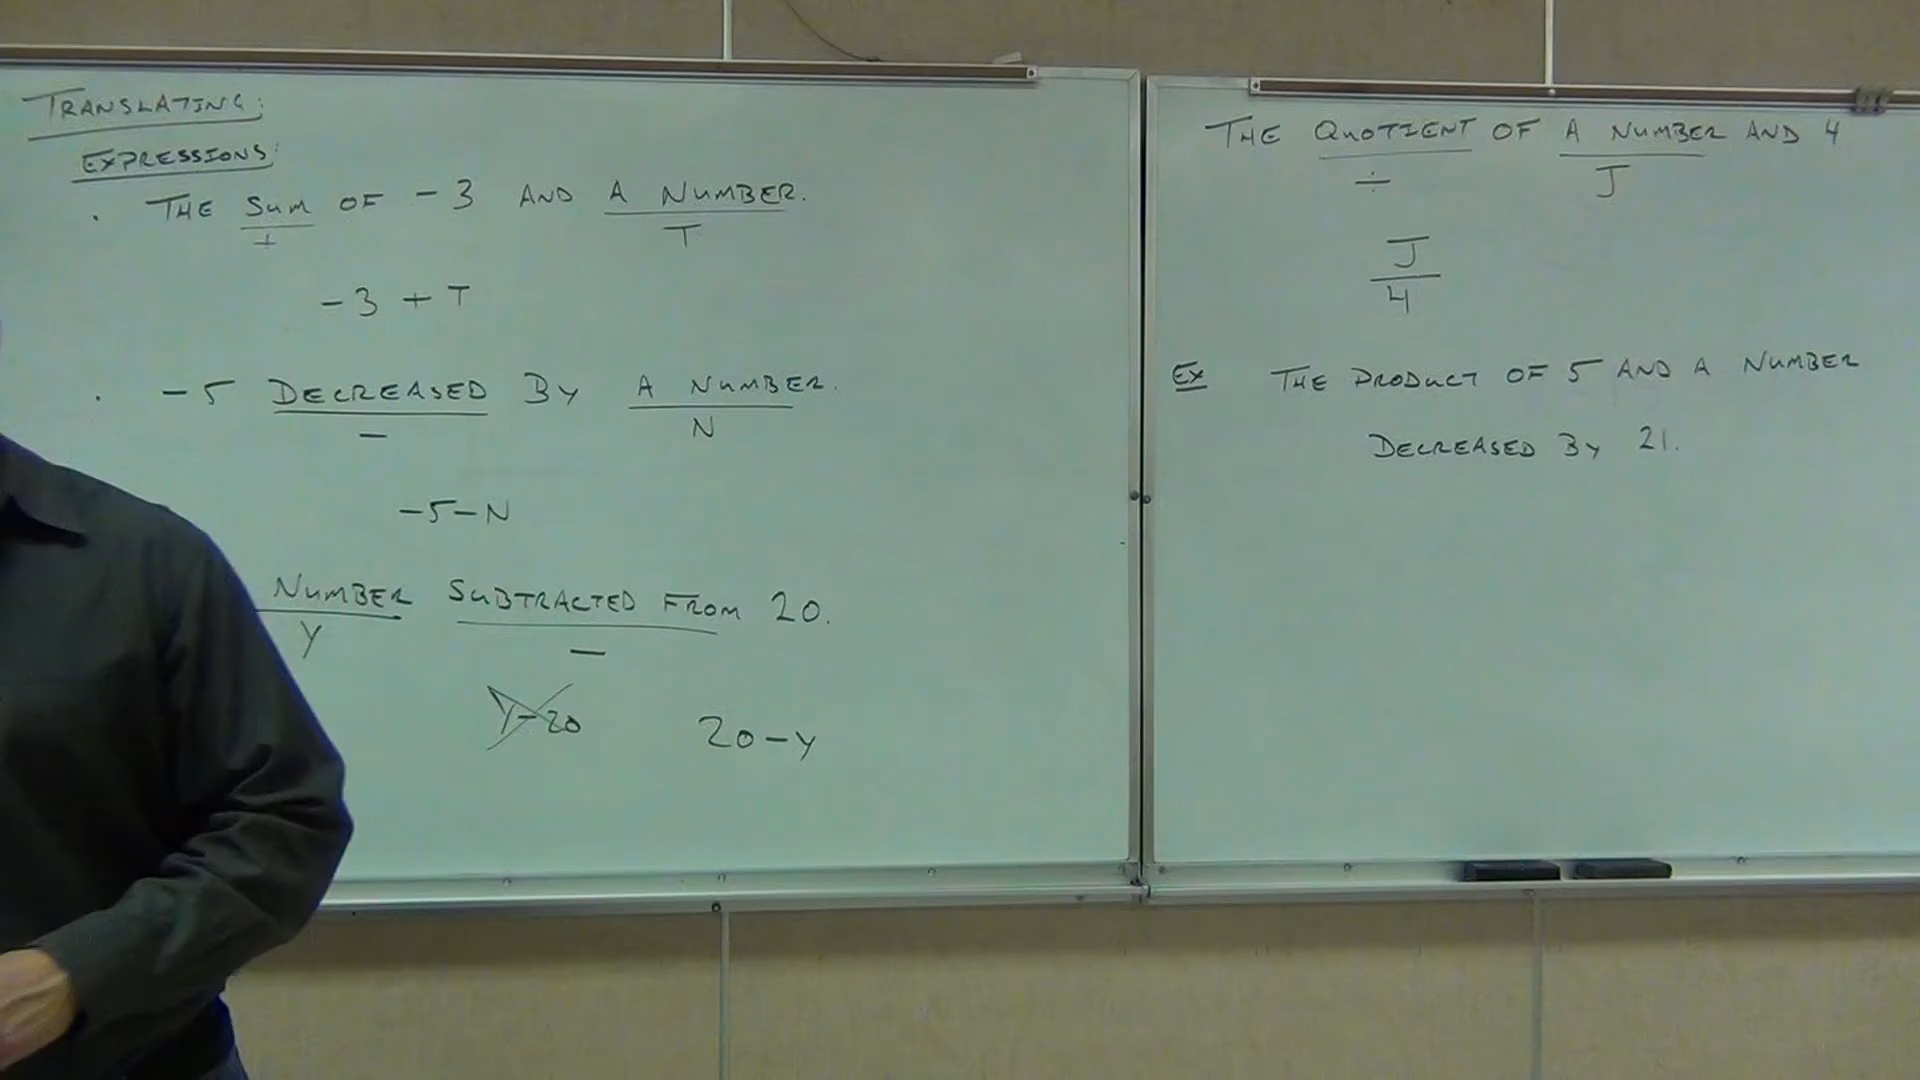 TRANSLATING:
EXPRESSIONS:
· THE SUM OF -3 AND A NUMBER.
+ T
-3 + T
· -5 DECREASED BY A NUMBER.
- N
-5-N
NUMBER SUBTRACTED FROM 20.
Y -
Y-20 20-Y
THE QUOTIENT OF A NUMBER AND 4
÷ J
J
4
EX THE PRODUCT OF 5 AND A NUMBER
DECREASED BY 21.